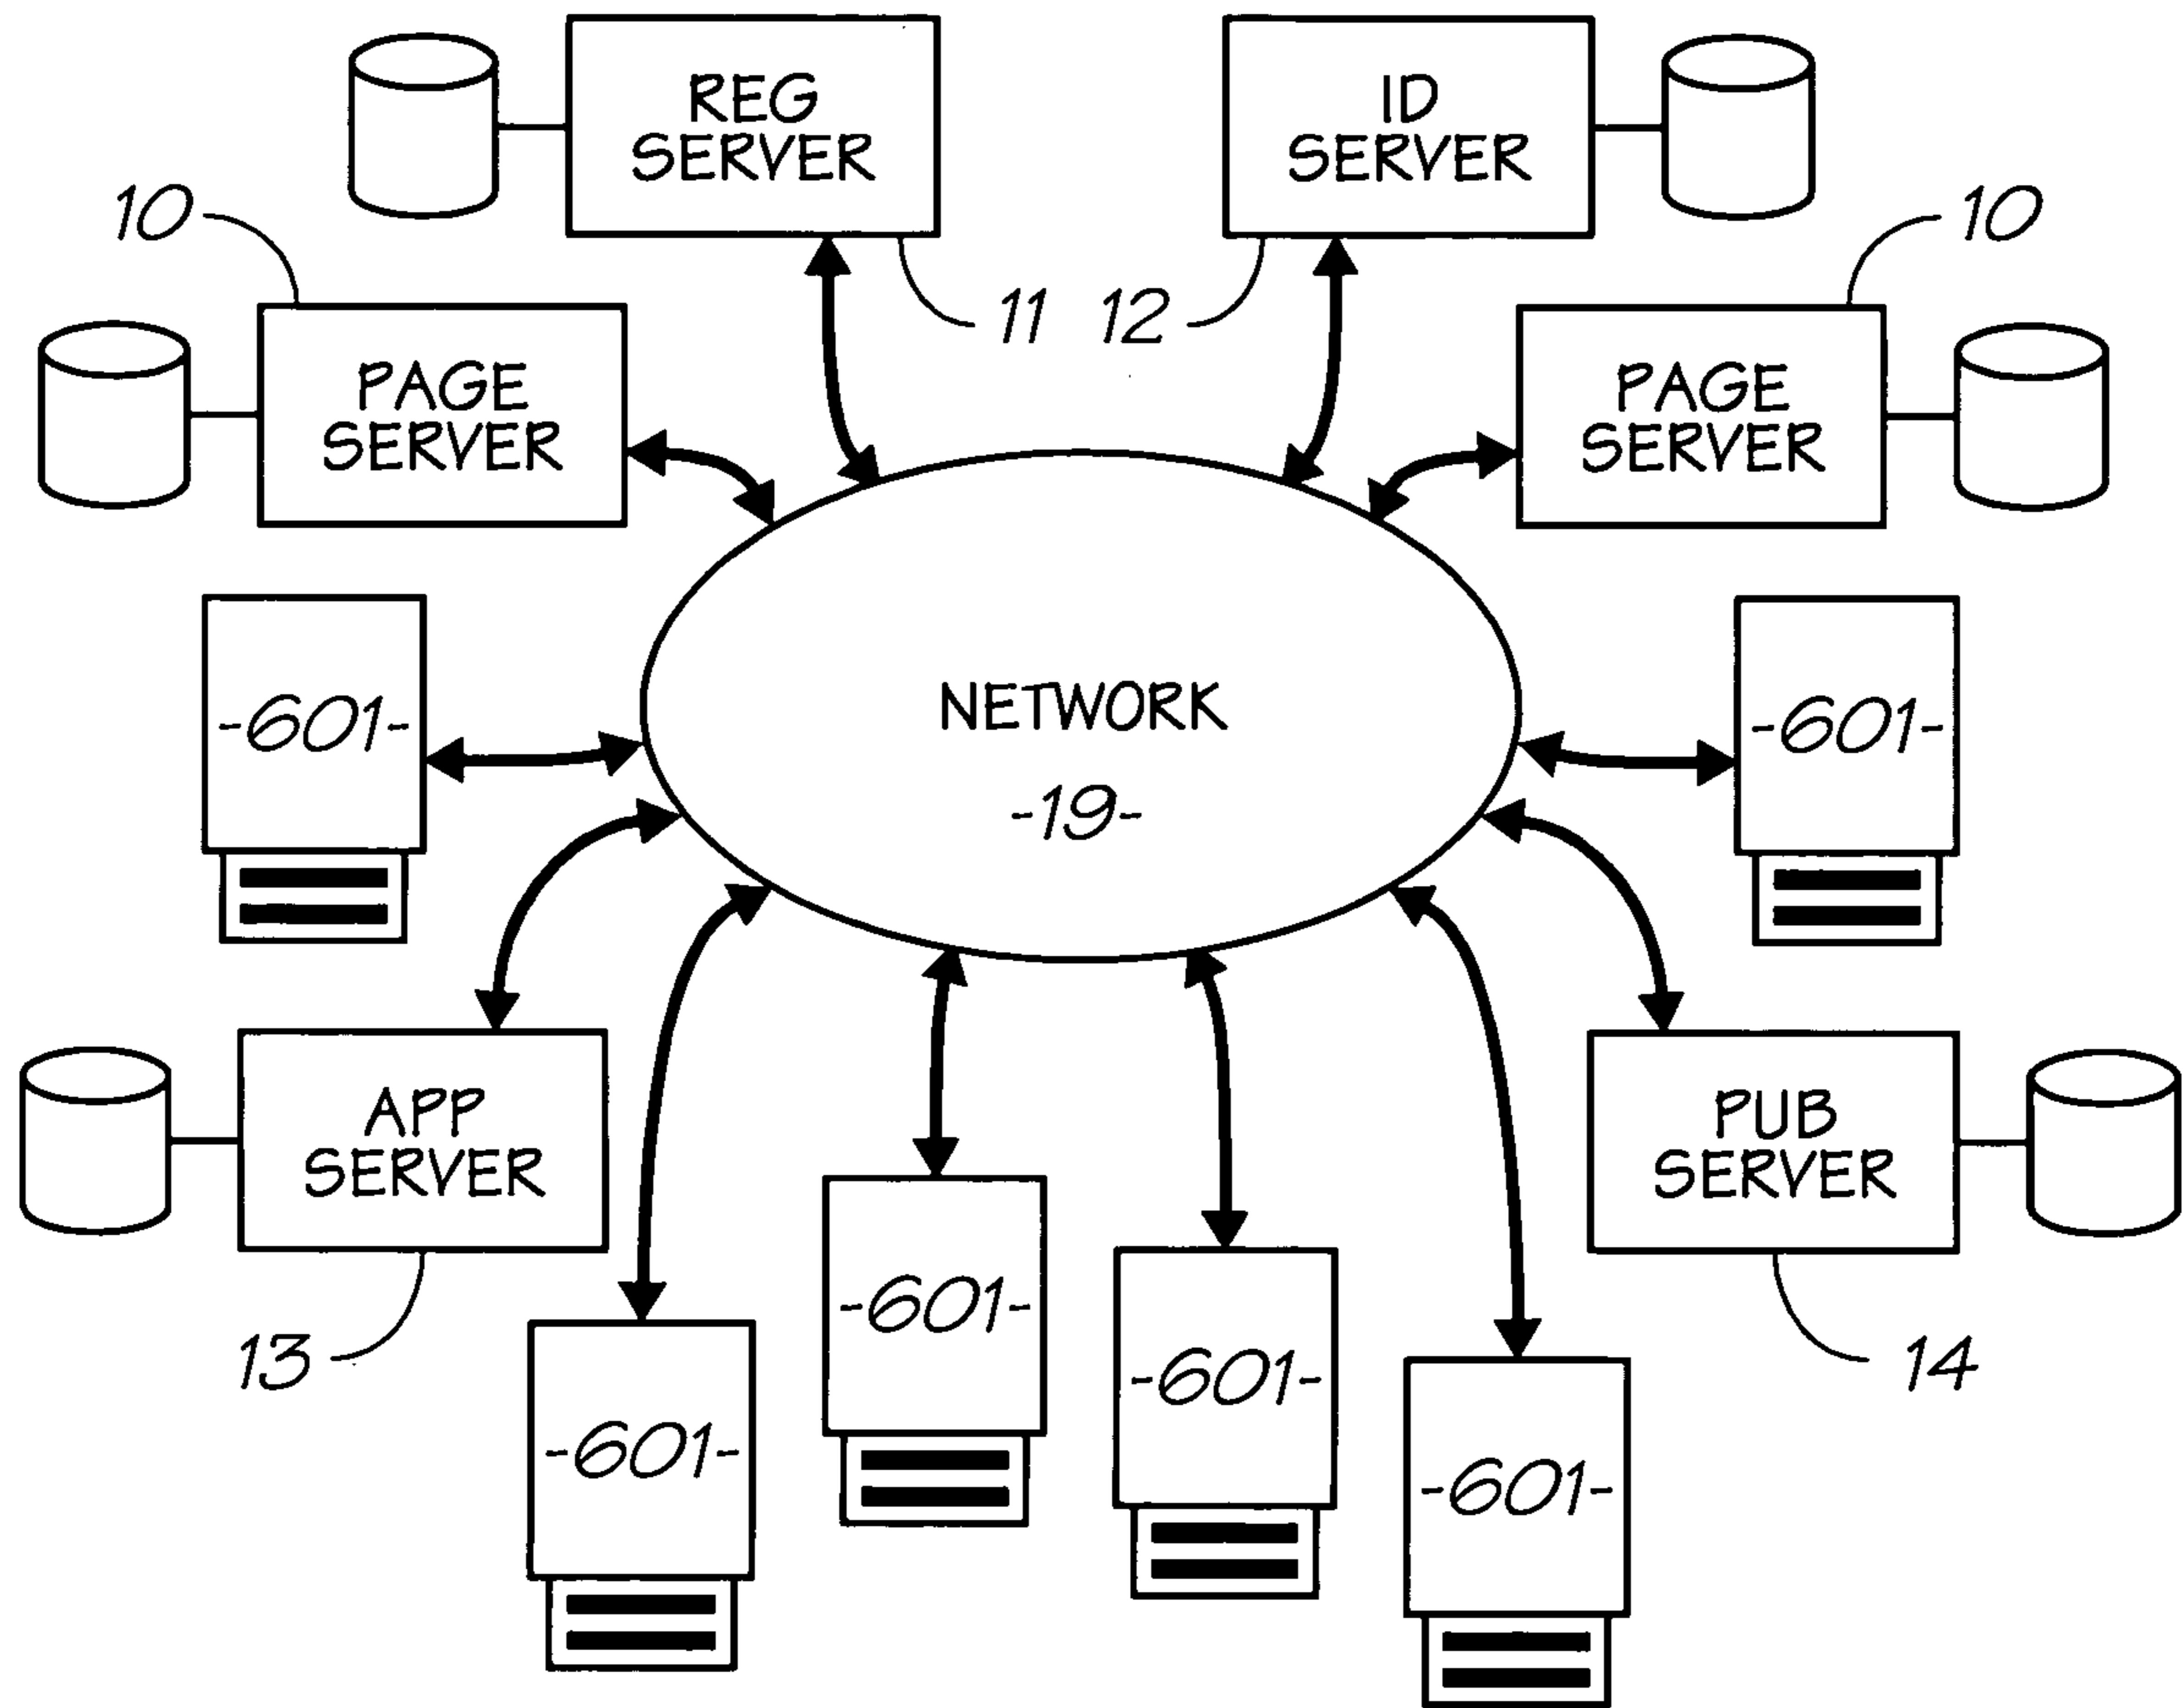 REG
SERVER
ID
SERVER
10
10
11
12
PAGE
SERVER
PAGE
SERVER
-601-
NETWORK
-19-
-601-
APP
SERVER
PUB
SERVER
13
-601-
-601-
-601-
-601-
14